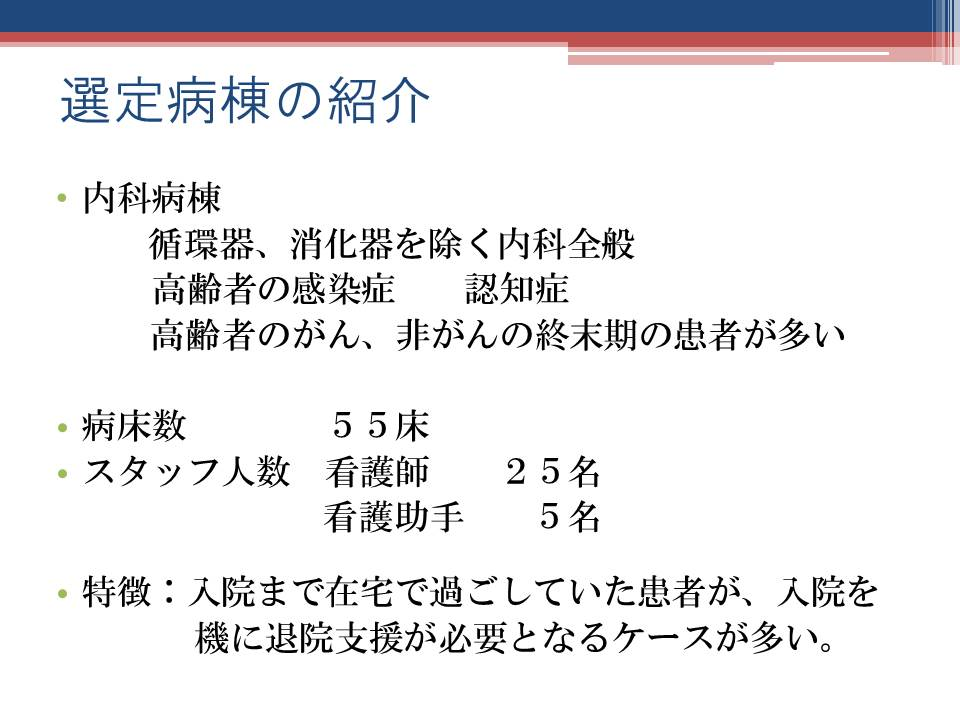 選定病棟の紹介
• 内科病棟
循環器、消化器を除く内科全般
高齢者の感染症　　認知症
高齢者のがん、非がんの終末期の患者が多い
• 病床数　　　　５５床
• スタッフ人数　看護師　　２５名
看護助手　　５名
• 特徴：入院まで在宅で過ごしていた患者が、入院を
機に退院支援が必要となるケースが多い。